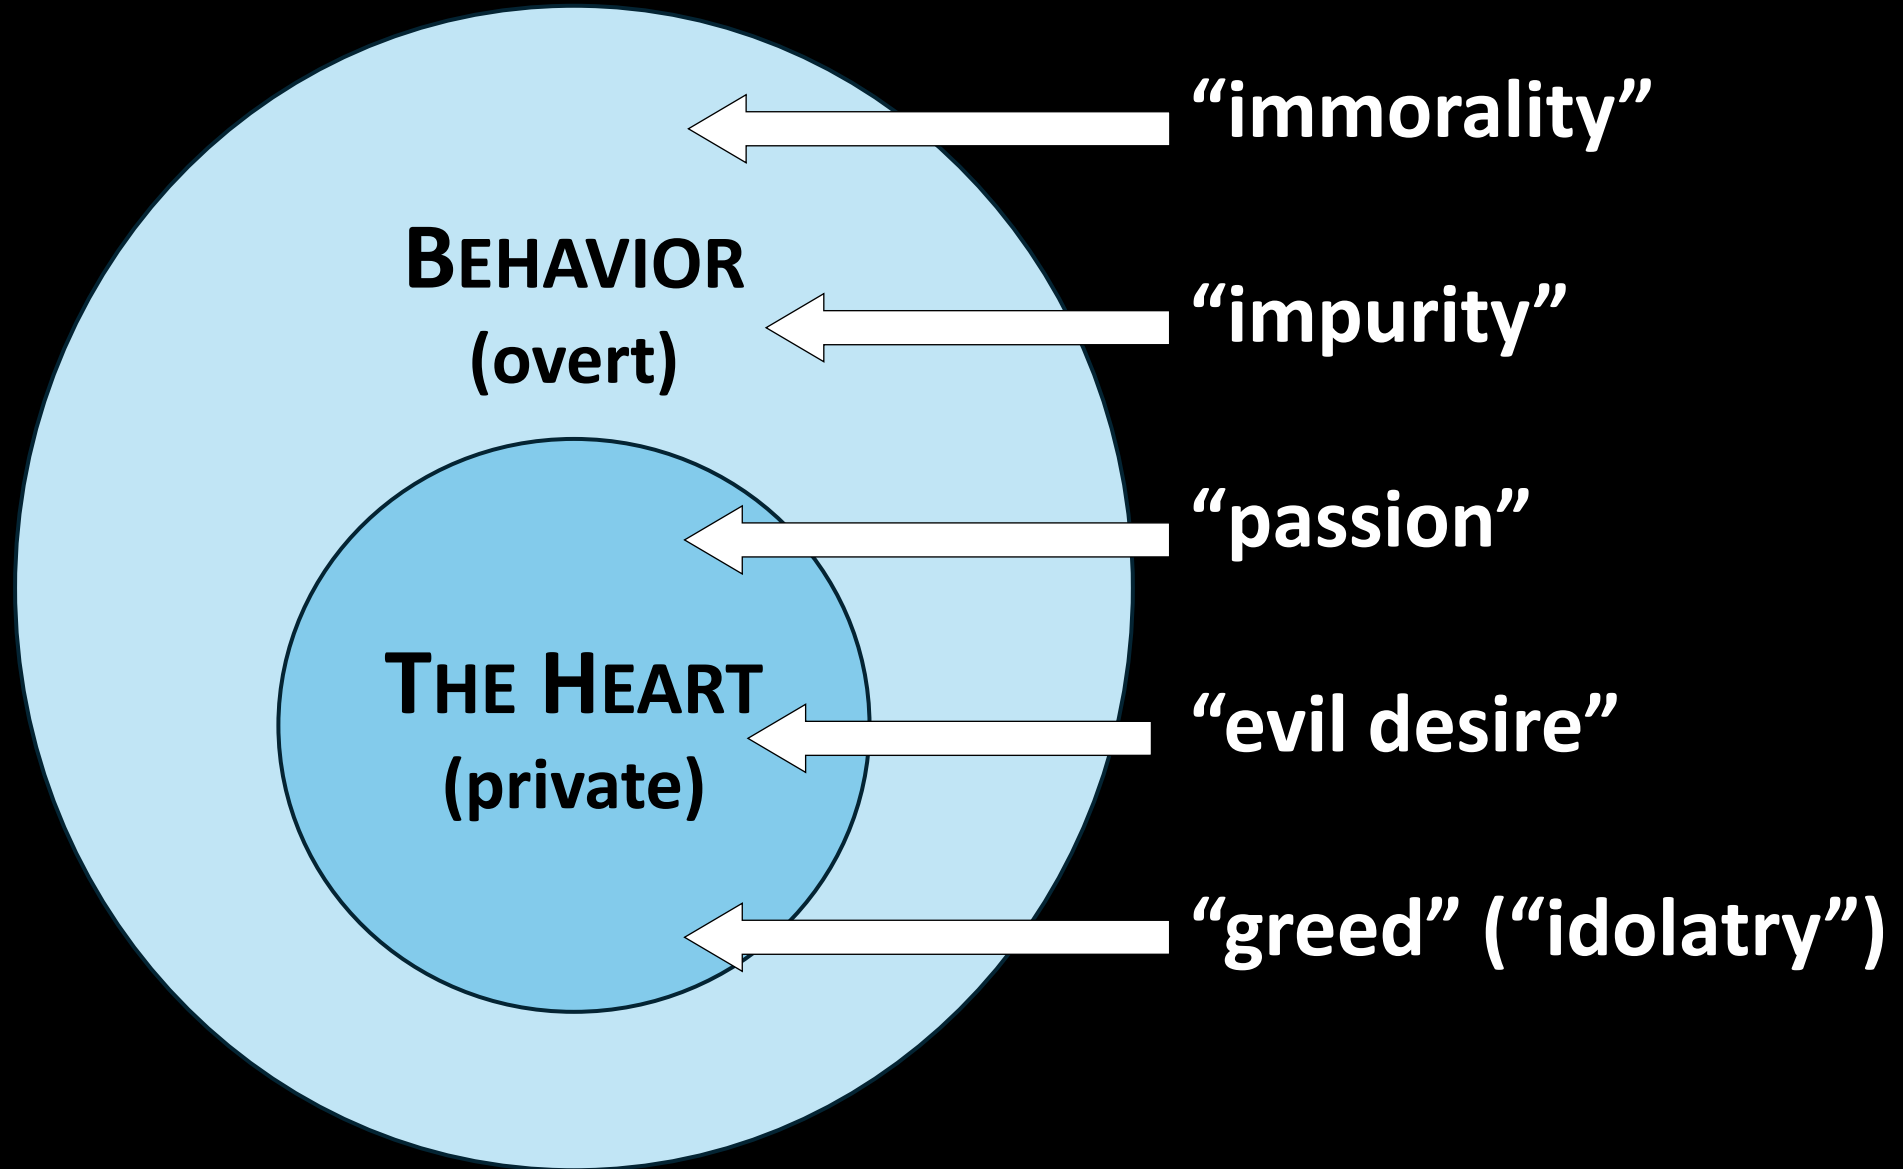 “immorality”
BEHAVIOR
(overt)
“impurity”
“passion”
THE HEART
(private)
“evil desire”
“greed” (“idolatry”)